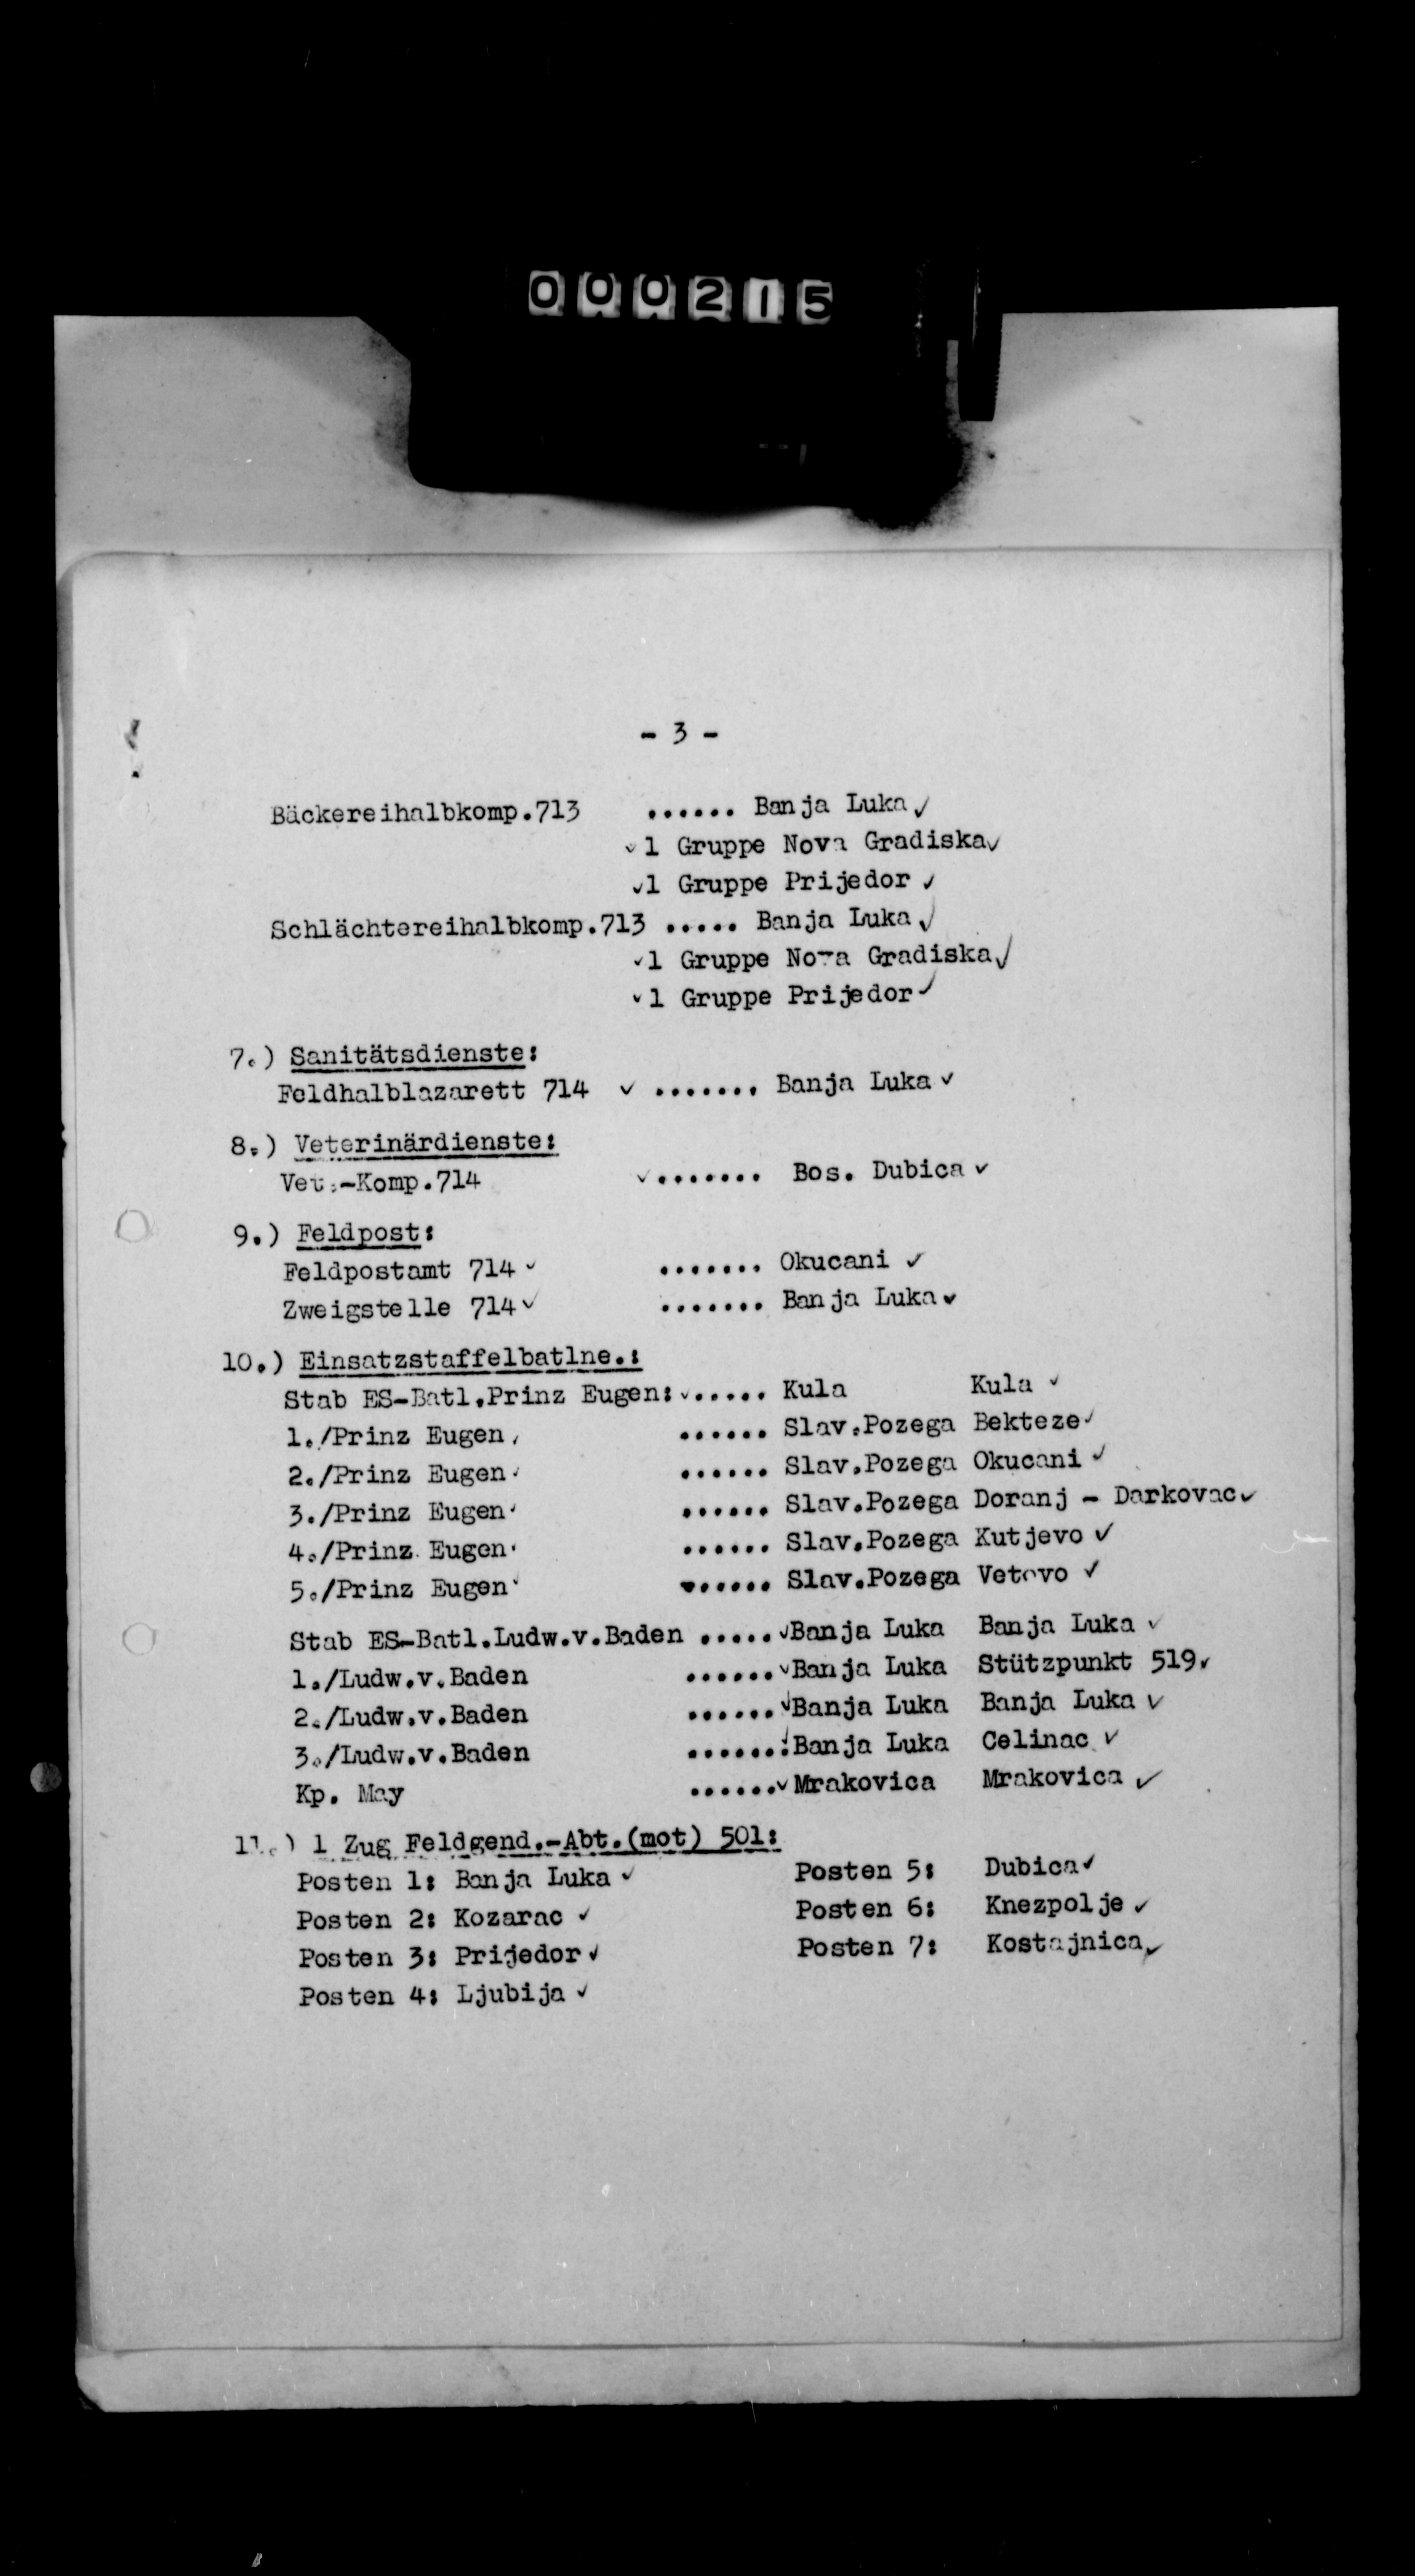 000215
- 3 -
Bäckereihalbkomp.713 ...... Banja Luka ✓
✓ 1 Gruppe Nova Gradiska ✓
✓ 1 Gruppe Prijedor ✓
Schlächtereihalbkomp.713 ..... Banja Luka ✓
✓ 1 Gruppe Nova Gradiska ✓
✓ 1 Gruppe Prijedor ✓
7.) Sanitätsdienste:
Feldhalblazarett 714 ✓ ....... Banja Luka ✓
8.) Veterinärdienste:
Vet.-Komp.714 ✓ ....... Bos. Dubica ✓
9.) Feldpost:
Feldpostamt 714 ✓ ....... Okucani ✓
Zweigstelle 714 ✓ ....... Banja Luka ✓
10.) Einsatzstaffelbatlne.:
Stab ES-Batl.Prinz Eugen: ✓ ...... Kula Kula ✓
1./Prinz Eugen ...... Slav.Pozega Bekteze ✓
2./Prinz Eugen ...... Slav.Pozega Okucani ✓
3./Prinz Eugen ...... Slav.Pozega Doranj - Darkovac ✓
4./Prinz Eugen ...... Slav.Pozega Kutjevo ✓
5./Prinz Eugen ...... Slav.Pozega Vetovo ✓
Stab ES-Batl.Ludw.v.Baden ..... ✓ Banja Luka Banja Luka ✓
1./Ludw.v.Baden ...... ✓ Banja Luka Stützpunkt 519 ✓
2./Ludw.v.Baden ...... ✓ Banja Luka Banja Luka ✓
3./Ludw.v.Baden ...... ✓ Banja Luka Celinac ✓
Kp. May ...... ✓ Mrakovica Mrakovica ✓
11.) 1 Zug Feldgend.-Abt.(mot) 501:
Posten 1: Banja Luka ✓ Posten 5: Dubica ✓
Posten 2: Kozarac ✓ Posten 6: Knezpolje ✓
Posten 3: Prijedor ✓ Posten 7: Kostajnica ✓
Posten 4: Ljubija ✓